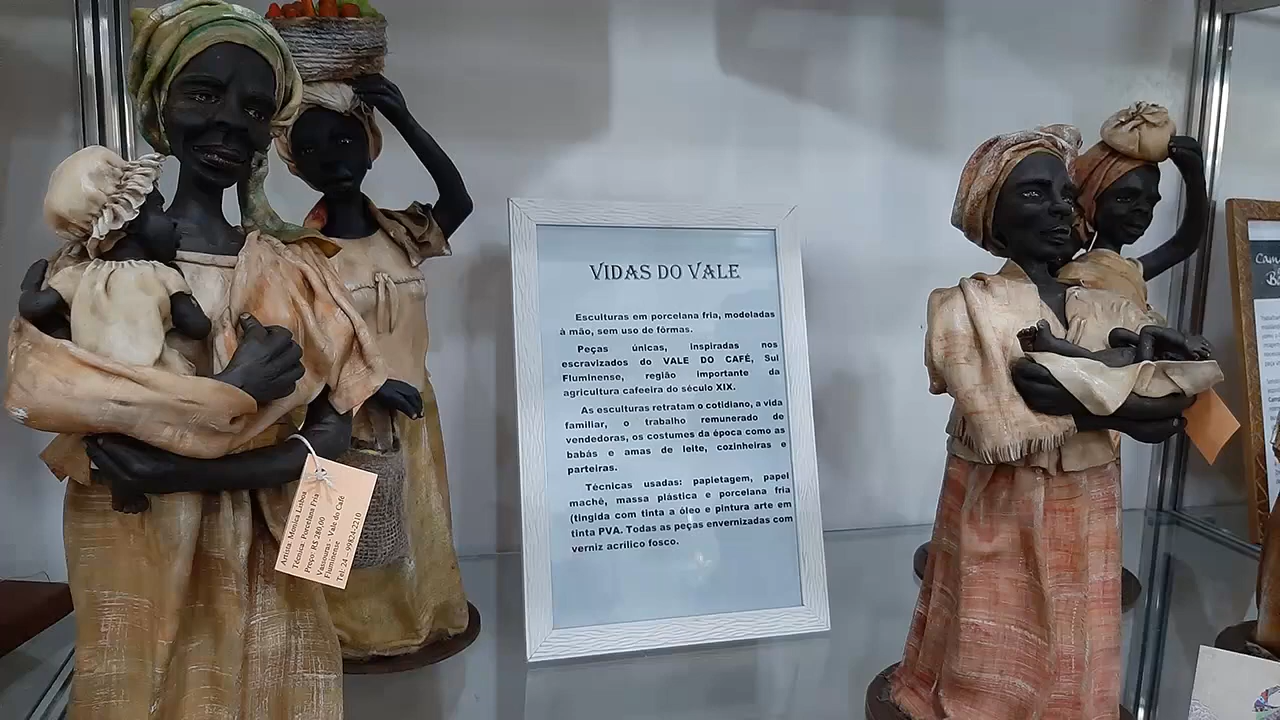 VIDAS DO VALE
Esculturas em porcelana fria, modeladas
à mão, sem uso de fôrmas.
Peças únicas, inspiradas nos
escravizados do VALE DO CAFÉ, Sul
Fluminense, região importante da
agricultura cafeeira do século XIX.
As esculturas retratam o cotidiano, a vida
familiar, o trabalho remunerado de
vendedoras, os costumes da época como as
babás e amas de leite, cozinheiras e
parteiras.
Técnicas usadas: papietagem, papel
machê, massa plástica e porcelana fria
(tingida com tinta a óleo e pintura arte em
tinta PVA. Todas as peças envernizadas com
verniz acrílico fosco.
Artista: Monica Lisboa
Técnica: Porcelana Fria
Preço: R$ 280,00
Vassouras - Vale do Café
Fluminense